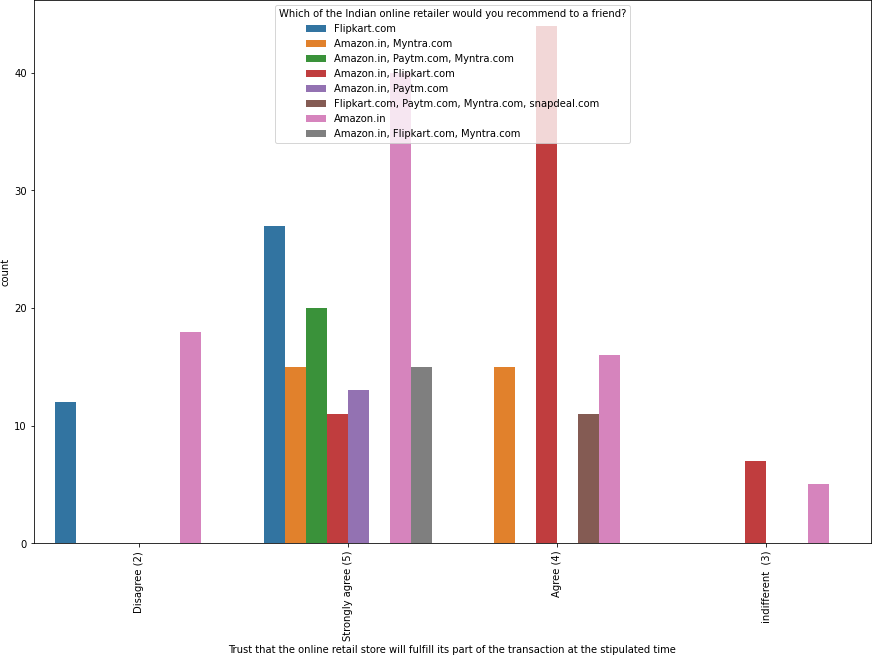 Which of the Indian online retailer would you recommend to a friend?
Flipkart.com
Amazon.in, Myntra.com
Amazon.in, Paytm.com, Myntra.com
Amazon.in, Flipkart.com
Amazon.in, Paytm.com
Flipkart.com, Paytm.com, Myntra.com, snapdeal.com
Amazon.in
Amazon.in, Flipkart.com, Myntra.com
40
30
20
10
0
count
Disagree (2)
Strongly agree (5)
Agree (4)
indifferent  (3)
Trust that the online retail store will fulfill its part of the transaction at the stipulated time